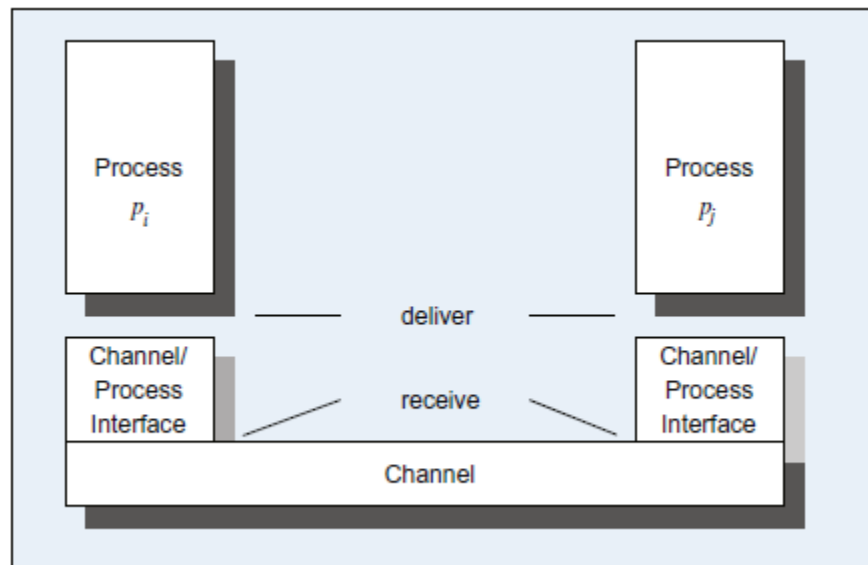 Process
p_i
Process
p_j
deliver
Channel/
Process
Interface
Channel/
Process
Interface
receive
Channel